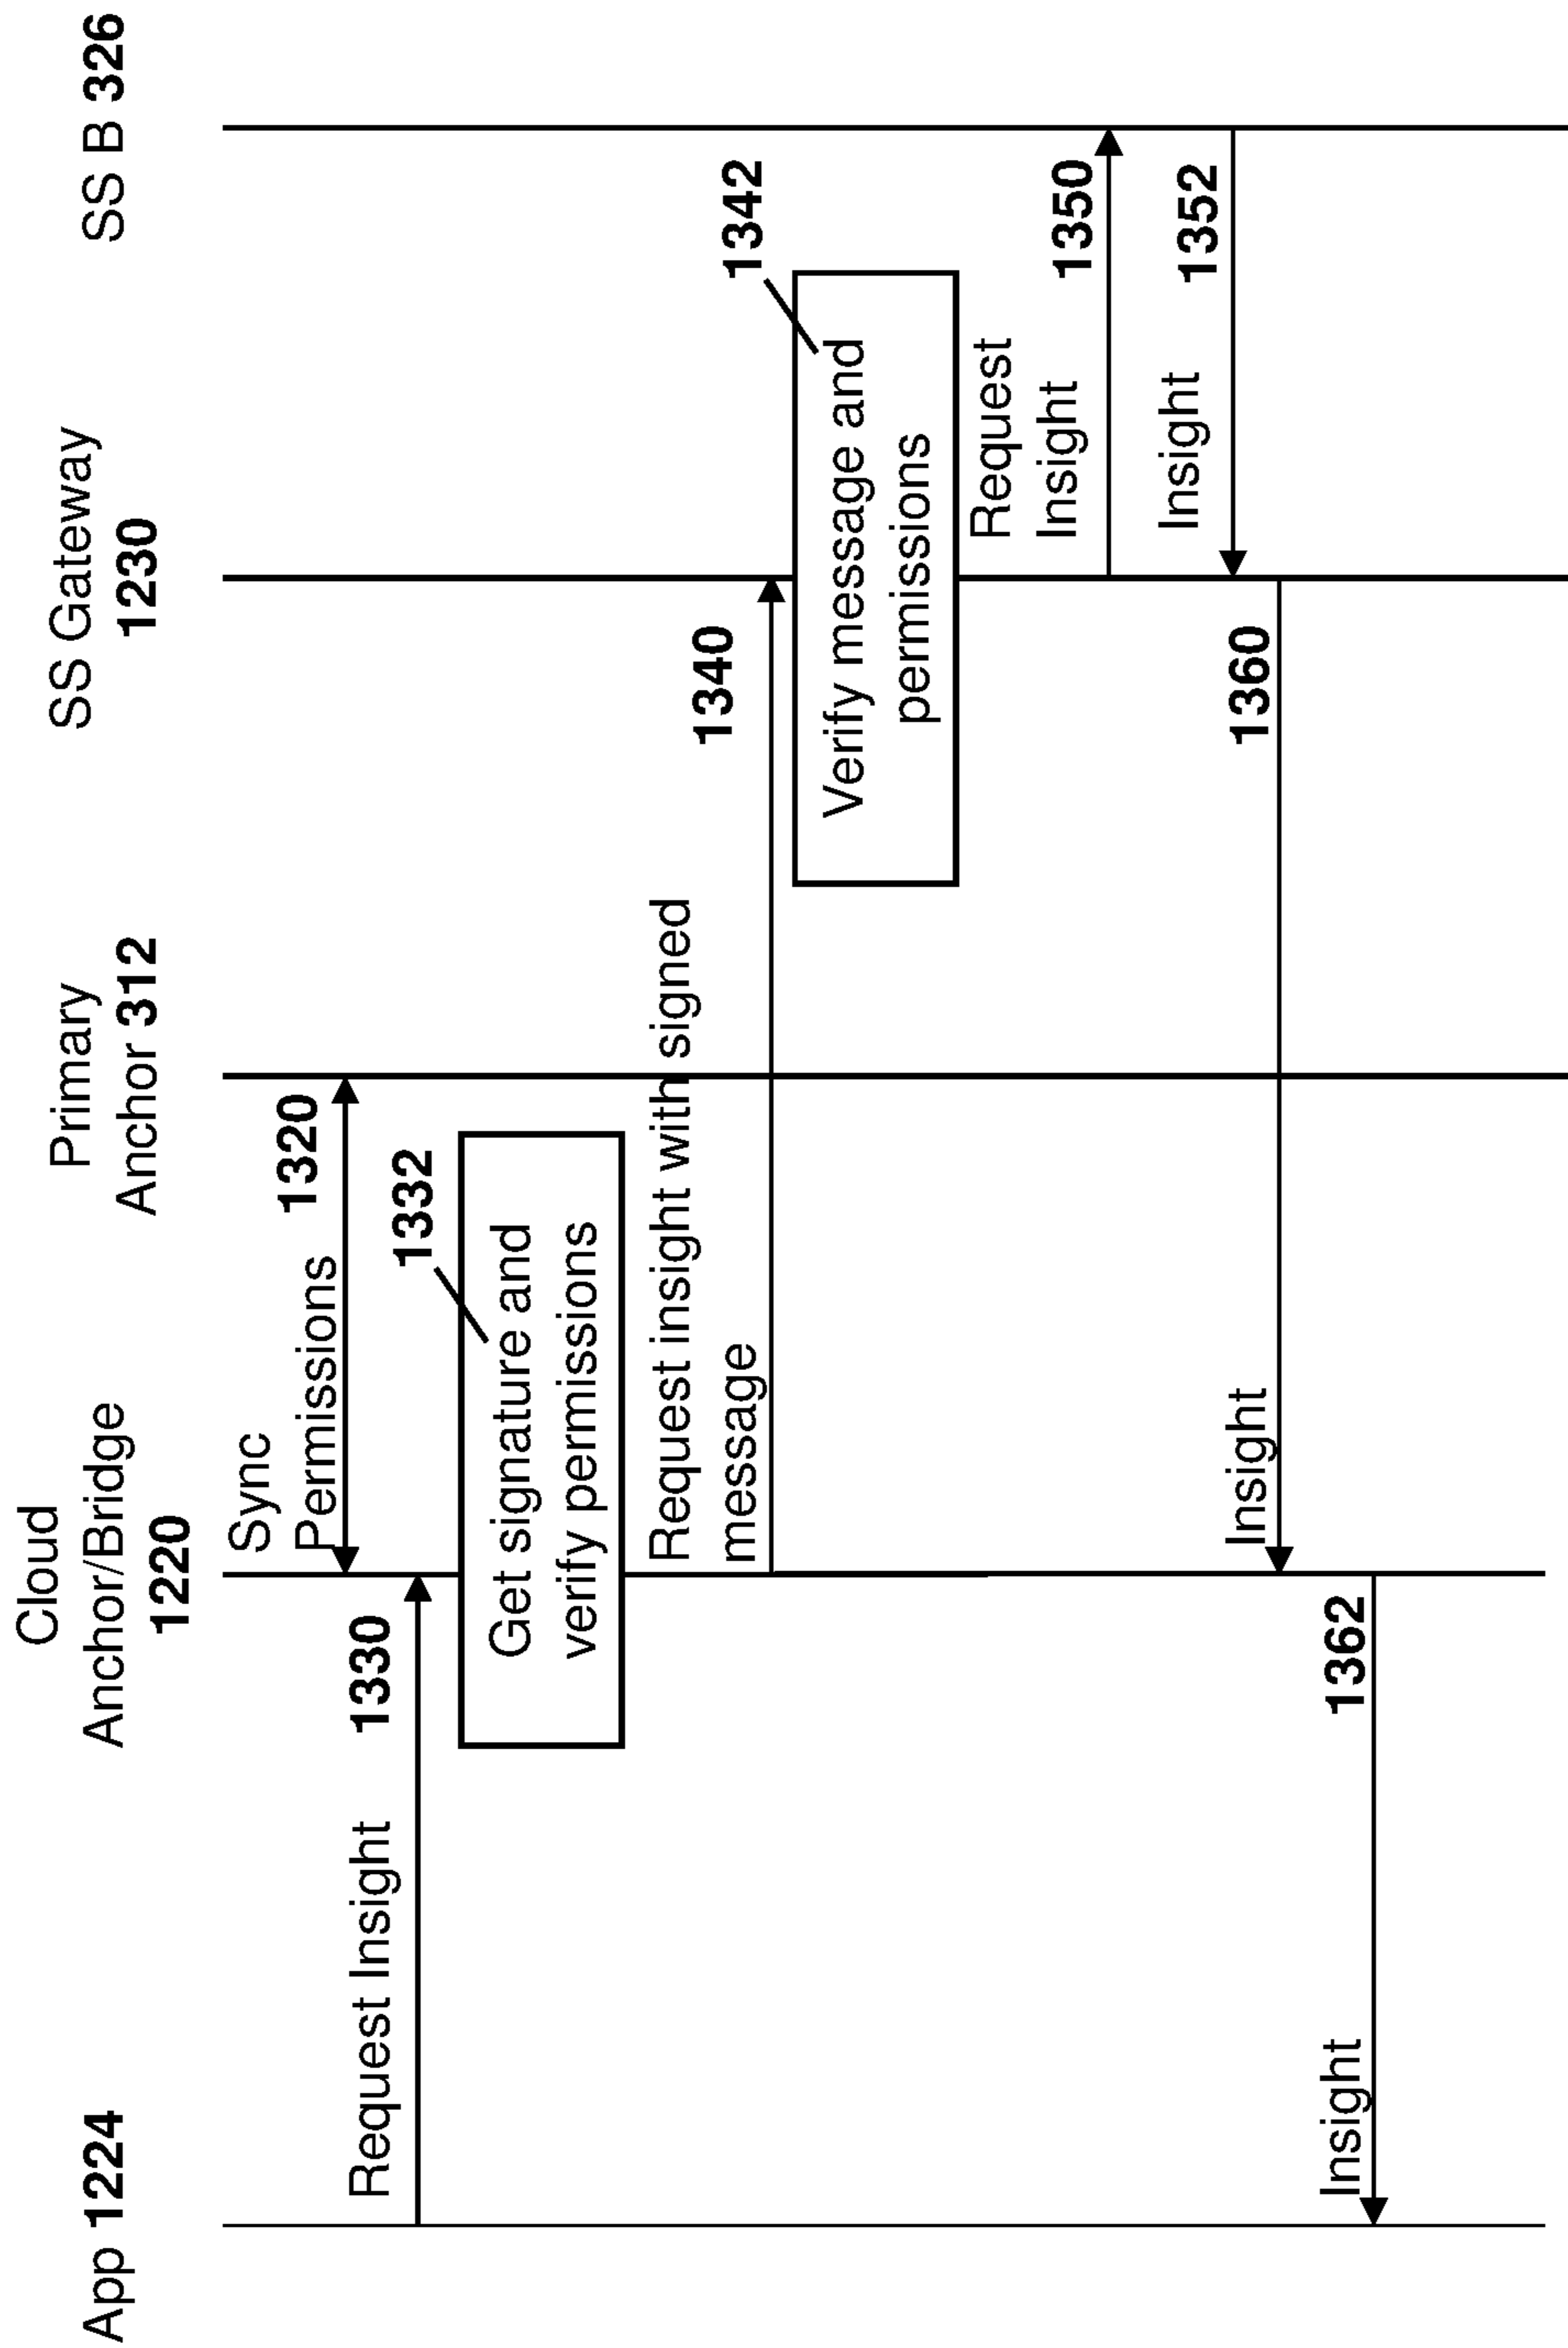 App 1224
Cloud
Anchor/Bridge
1220
Primary
Anchor 312
SS Gateway
1230
SS B 326
Sync
Permissions
1320
Request Insight
1330
1332
Get signature and
verify permissions
Request insight with signed
message
1340
1342
Verify message and
permissions
Request
Insight
1350
Insight
1352
Insight
1360
Insight
1362